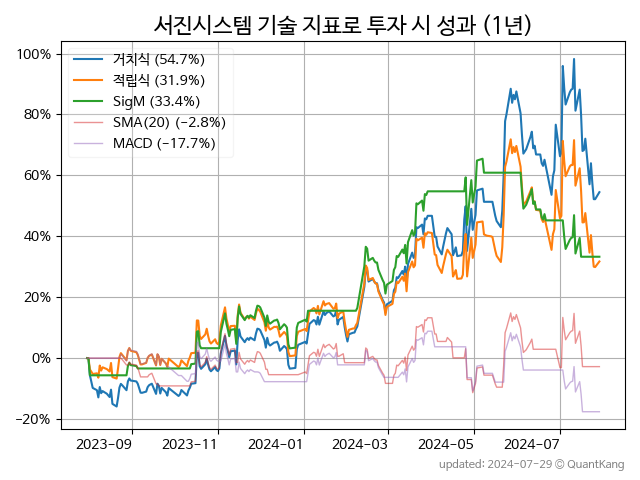 서진시스템 기술 지표로 투자 시 성과 (1년)
거치식 (54.7%)
적립식 (31.9%)
SigM (33.4%)
SMA(20) (−2.8%)
MACD (−17.7%)
100%
80%
60%
40%
20%
0%
−20%
2023-09 2023-11 2024-01 2024-03 2024-05 2024-07
updated: 2024-07-29 © QuantKang